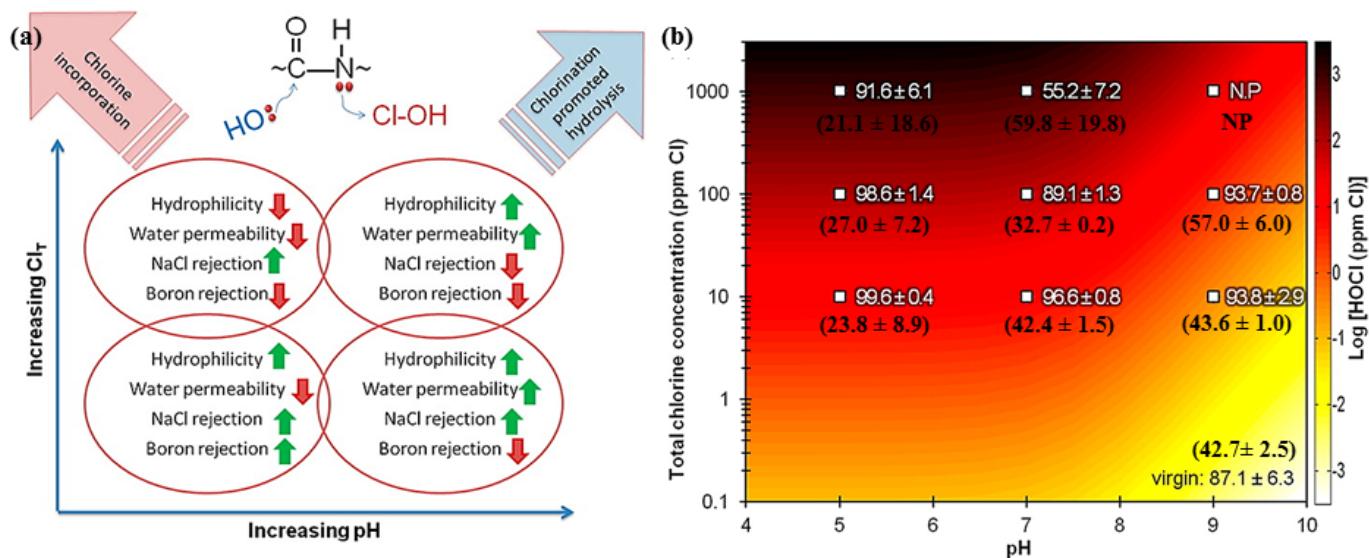 (a)
Chlorine
incorporation
O
H
~C—N~
HO:
Cl-OH
Chlorination
promoted
hydrolysis
Increasing Cl_T
Hydrophilicity
Water permeability
NaCl rejection
Boron rejection
Hydrophilicity
Water permeability
NaCl rejection
Boron rejection
Hydrophilicity
Water permeability
NaCl rejection
Boron rejection
Hydrophilicity
Water permeability
NaCl rejection
Boron rejection
Increasing pH
(b)
Total chlorine concentration (ppm Cl)
1000
100
10
1
0.1
91.6±6.1
(21.1 ± 18.6)
55.2±7.2
(59.8 ± 19.8)
N.P
NP
98.6±1.4
(27.0 ± 7.2)
89.1±1.3
(32.7 ± 0.2)
93.7±0.8
(57.0 ± 6.0)
99.6±0.4
(23.8 ± 8.9)
96.6±0.8
(42.4 ± 1.5)
93.8±2.9
(43.6 ± 1.0)
(42.7± 2.5)
virgin: 87.1 ± 6.3
4
5
6
7
8
9
10
pH
3
2
1
0
-1
-2
-3
Log [HOCl (ppm Cl)]